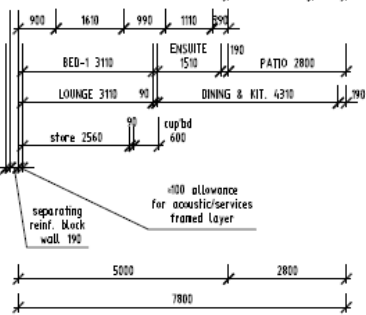 900 1610 990 1110 590
BED-1 3110 ENSUITE 1510 190 PATIO 2800
LOUNGE 3110 90 DINING & KIT. 4310 190
store 2560 90 cup'bd 600
±100 allowance
for acoustic/services
framed layer
separating
reinf. block
wall 190
5000 2800
7800